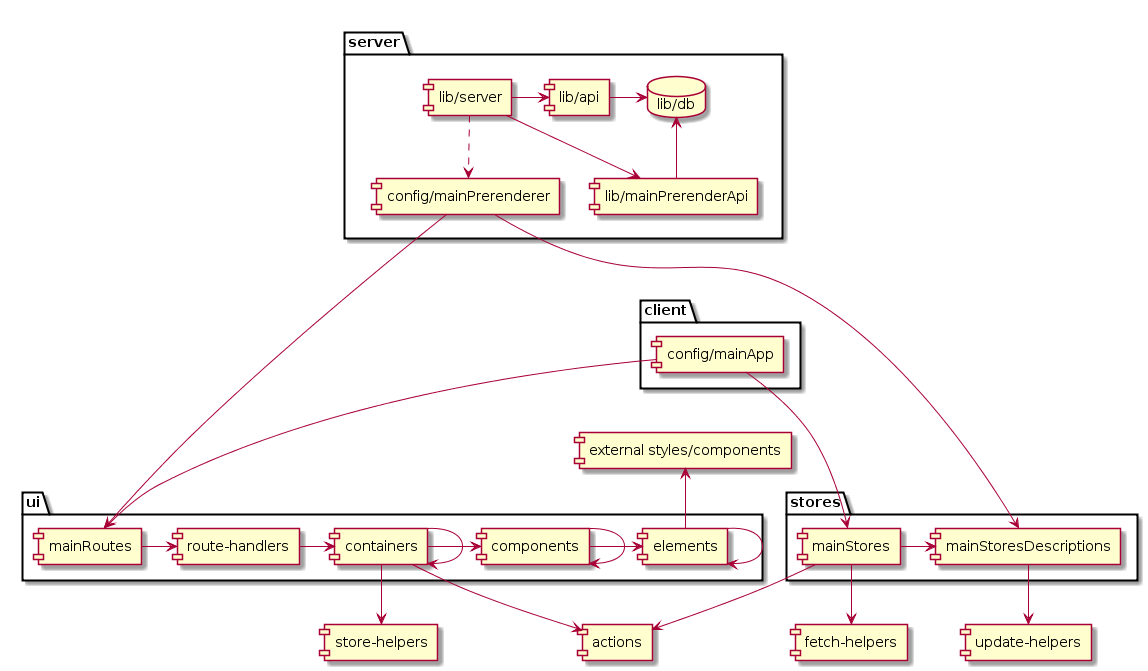 server
lib/server
lib/api
lib/db
config/mainPrerenderer
lib/mainPrerenderApi
client
config/mainApp
external styles/components
ui
stores
mainRoutes
route-handlers
containers
components
elements
mainStores
mainStoresDescriptions
store-helpers
actions
fetch-helpers
update-helpers